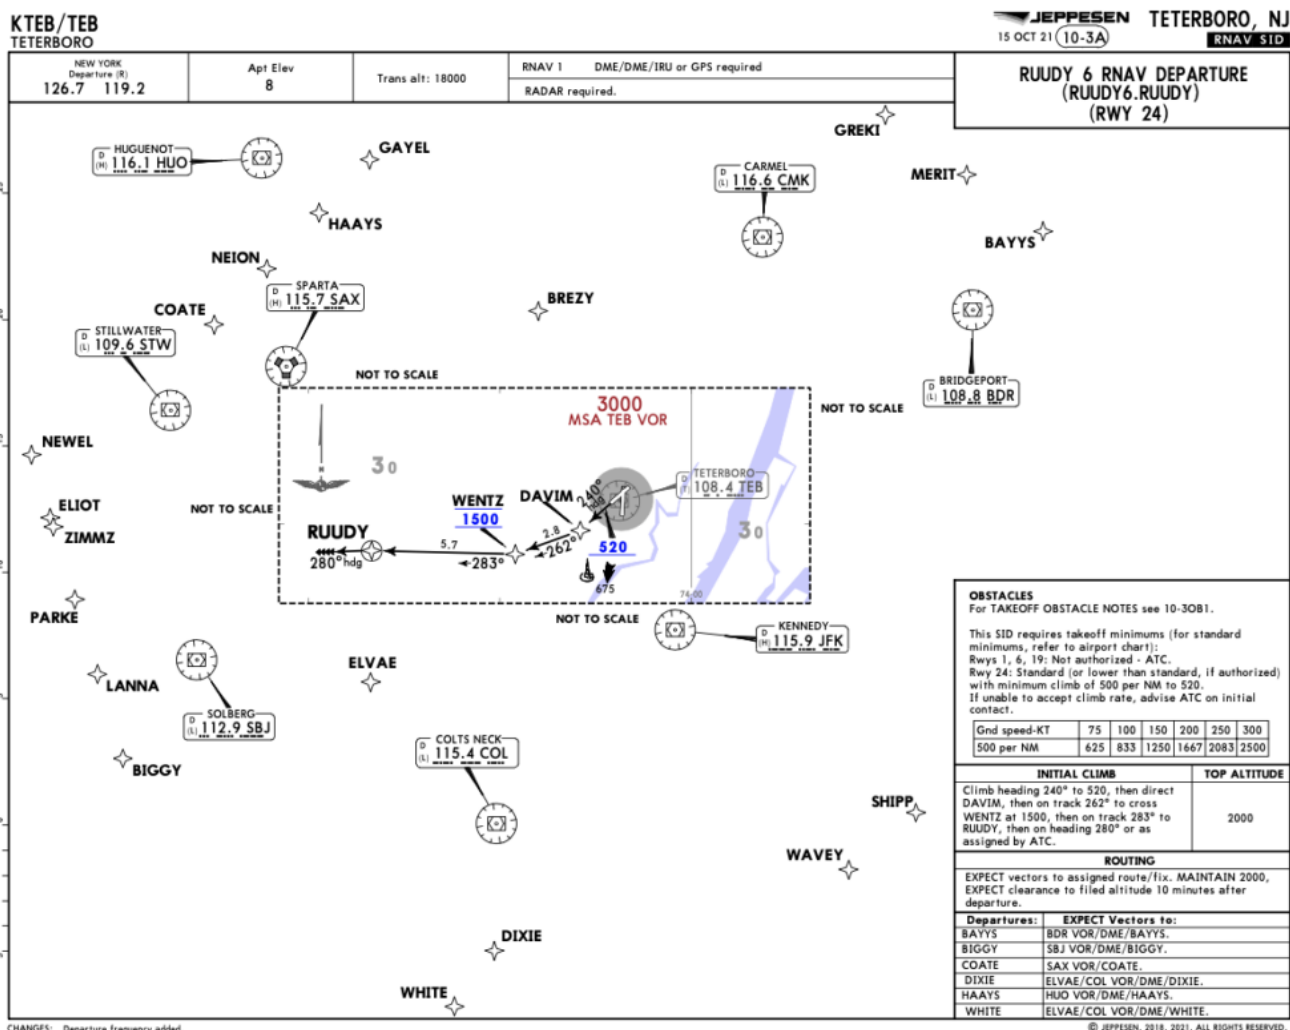 KTEB/TEB
TETERBORO
JEPPESEN TETERBORO, NJ
15 OCT 21 10-3A RNAV SID
NEW YORK
Departure (R)
126.7 119.2
Apt Elev
8
Trans alt: 18000
RNAV 1 DME/DME/IRU or GPS required
RADAR required.
RUUDY 6 RNAV DEPARTURE
(RUUDY6.RUUDY)
(RWY 24)
GREKI
HUGUENOT
D
(H) 116.1 HUO
GAYEL
CARMEL
D
(L) 116.6 CMK
MERIT
HAAYS
BAYYS
NEION
SPARTA
D
(H) 115.7 SAX
BREZY
COATE
STILLWATER
D
(L) 109.6 STW
NOT TO SCALE
BRIDGEPORT
D
(L) 108.8 BDR
3000
MSA TEB VOR
NOT TO SCALE
NEWEL
30
N
TETERBORO
D
(T) 108.4 TEB
ELIOT
ZIMMZ
NOT TO SCALE
WENTZ
1500
DAVIM
240°
hdg
30
RUUDY
280° hdg
5.7
283°
2.8
262°
520
675
74-00
PARKE
NOT TO SCALE
KENNEDY
D
(H) 115.9 JFK
ELVAE
LANNA
SOLBERG
D
(L) 112.9 SBJ
BIGGY
COLTS NECK
D
(L) 115.4 COL
SHIPP
WAVEY
DIXIE
WHITE
OBSTACLES
For TAKEOFF OBSTACLE NOTES see 10-3OB1.
This SID requires takeoff minimums (for standard
minimums, refer to airport chart):
Rwys 1, 6, 19: Not authorized - ATC.
Rwy 24: Standard (or lower than standard, if authorized)
with minimum climb of 500 per NM to 520.
If unable to accept climb rate, advise ATC on initial
contact.
Gnd speed-KT 75 100 150 200 250 300
500 per NM 625 833 1250 1667 2083 2500
INITIAL CLIMB
Climb heading 240° to 520, then direct
DAVIM, then on track 262° to cross
WENTZ at 1500, then on track 283° to
RUUDY, then on heading 280° or as
assigned by ATC.
TOP ALTITUDE
2000
ROUTING
EXPECT vectors to assigned route/fix. MAINTAIN 2000,
EXPECT clearance to filed altitude 10 minutes after
departure.
Departures: EXPECT Vectors to:
BAYYS BDR VOR/DME/BAYYS.
BIGGY SBJ VOR/DME/BIGGY.
COATE SAX VOR/COATE.
DIXIE ELVAE/COL VOR/DME/DIXIE.
HAAYS HUO VOR/DME/HAAYS.
WHITE ELVAE/COL VOR/DME/WHITE.
CHANGES: Departure frequency added.
© JEPPESEN, 2018, 2021. ALL RIGHTS RESERVED.